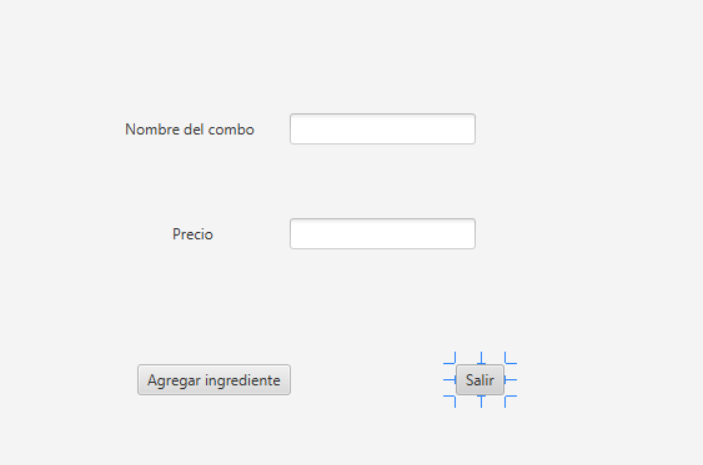 Nombre del combo
Precio
Agregar ingrediente
Salir